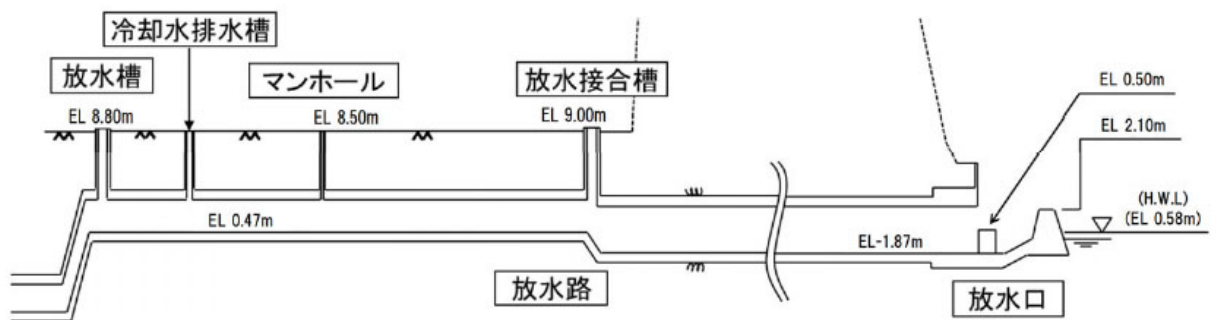 冷却水排水槽
放水槽
マンホール
放水接合槽
EL 0.50m
EL 8.80m
EL 8.50m
EL 9.00m
EL 2.10m
(H.W.L)
(EL 0.58m)
EL 0.47m
EL-1.87m
放水路
放水口